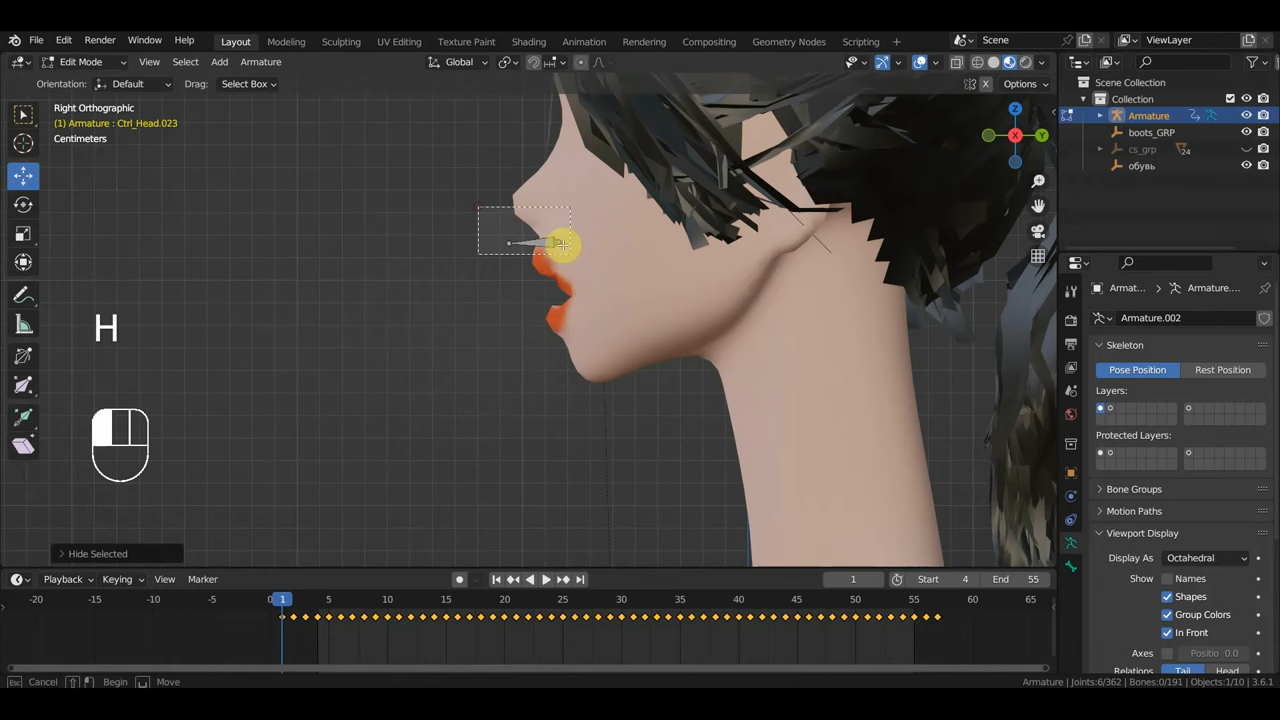 File Edit Render Window Help Layout Modeling Sculpting UV Editing Texture Paint Shading Animation Rendering Compositing Geometry Nodes Scripting + Scene ViewLayer
Edit Mode View Select Add Armature Global
Orientation: Default Drag: Select Box X Options
Right Orthographic
(1) Armature : Ctrl_Head.023
Centimeters
Z
Y
X
H
Hide Selected
Scene Collection
Collection
Armature
boots_GRP
cs_grp 24
обувь
Armat... Armature....
Armature.002
Skeleton
Pose Position Rest Position
Layers:
Protected Layers:
Bone Groups
Motion Paths
Viewport Display
Display As Octahedral
Show Names
Shapes
Group Colors
In Front
Axes Positio 0.0
Relations Tail Head
Playback Keying View Marker 1 Start 4 End 55
-20 -15 -10 -5 0 1 5 10 15 20 25 30 35 40 45 50 55 60 65
Esc Cancel Begin Move Armature | Joints:6/362 | Bones:0/191 | Objects:1/10 | 3.6.1